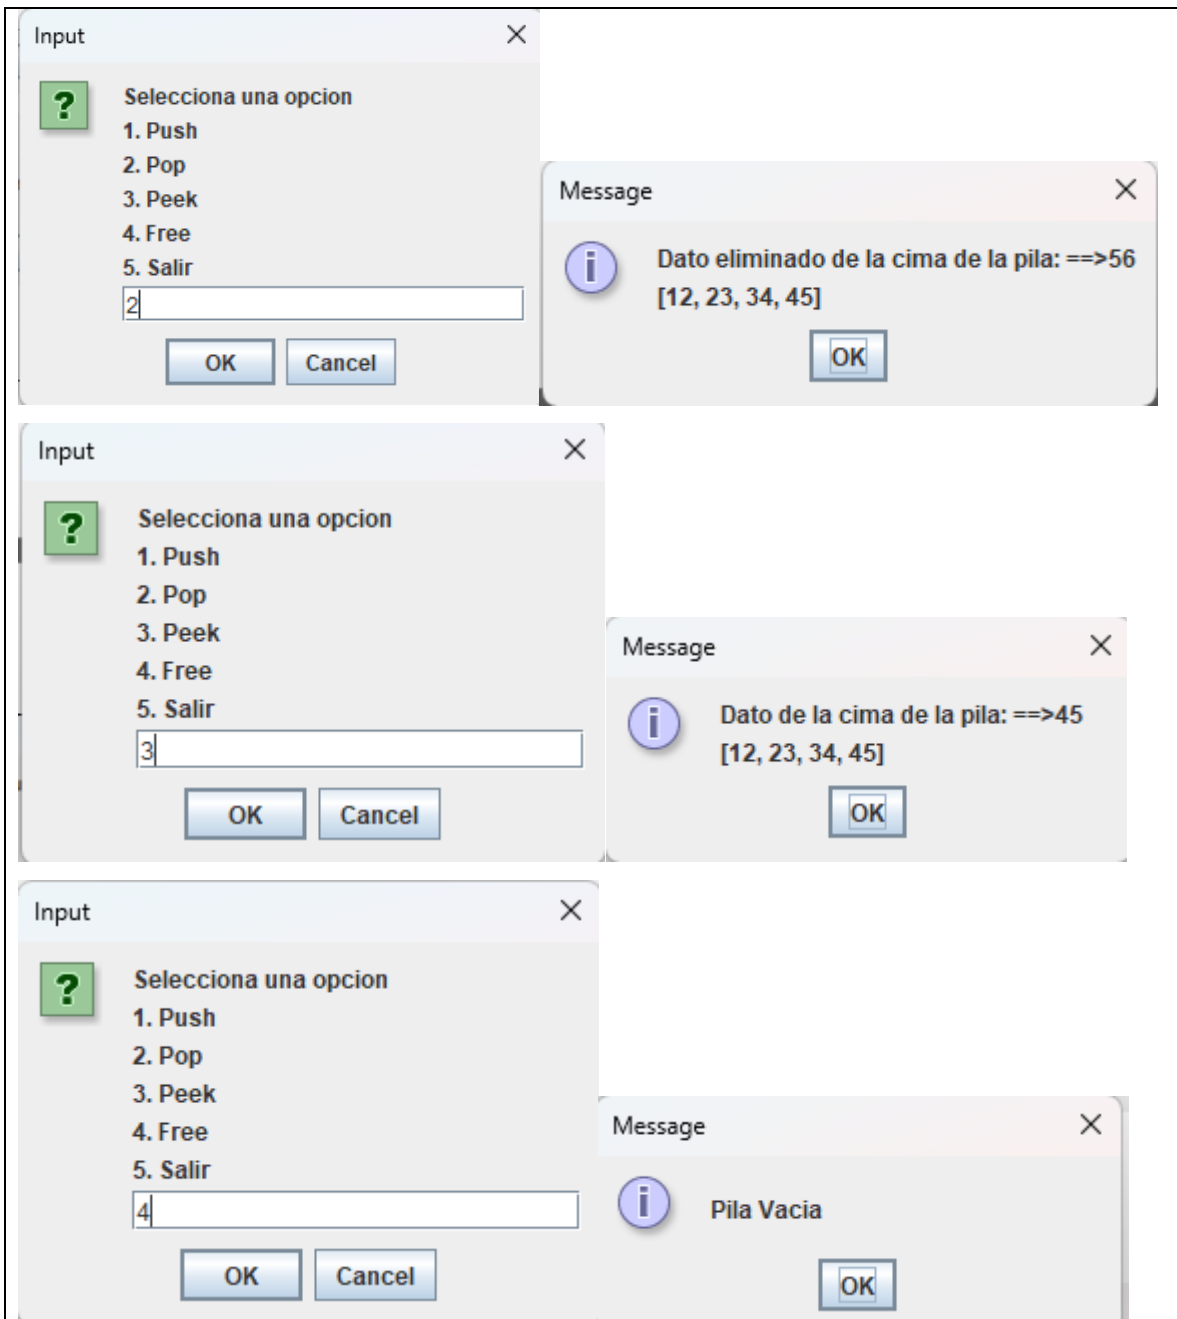 Input
Selecciona una opcion
1. Push
2. Pop
3. Peek
4. Free
5. Salir
2
OK Cancel
Message
Dato eliminado de la cima de la pila: ==>56
[12, 23, 34, 45]
OK
Input
Selecciona una opcion
1. Push
2. Pop
3. Peek
4. Free
5. Salir
3
OK Cancel
Message
Dato de la cima de la pila: ==>45
[12, 23, 34, 45]
OK
Input
Selecciona una opcion
1. Push
2. Pop
3. Peek
4. Free
5. Salir
4
OK Cancel
Message
Pila Vacia
OK